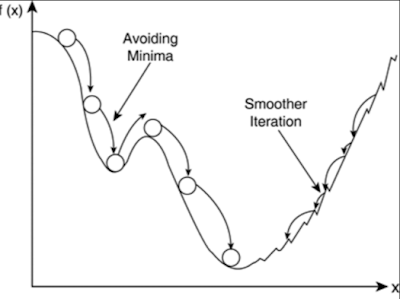 f (x)
Avoiding
Minima
Smoother
Iteration
x